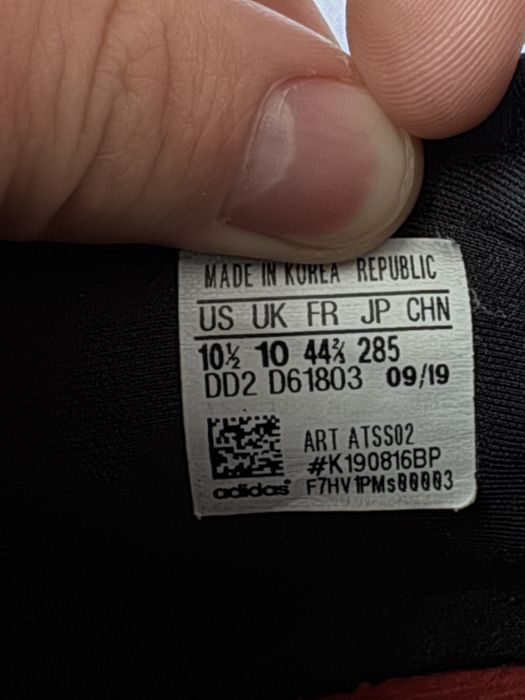 MADE IN KOREA REPUBLIC
US UK FR JP CHN
10½ 10 44⅔ 285
DD2 D61803 09/19
ART ATSS02
#K190816BP
adidas® F7HV1PMs00003